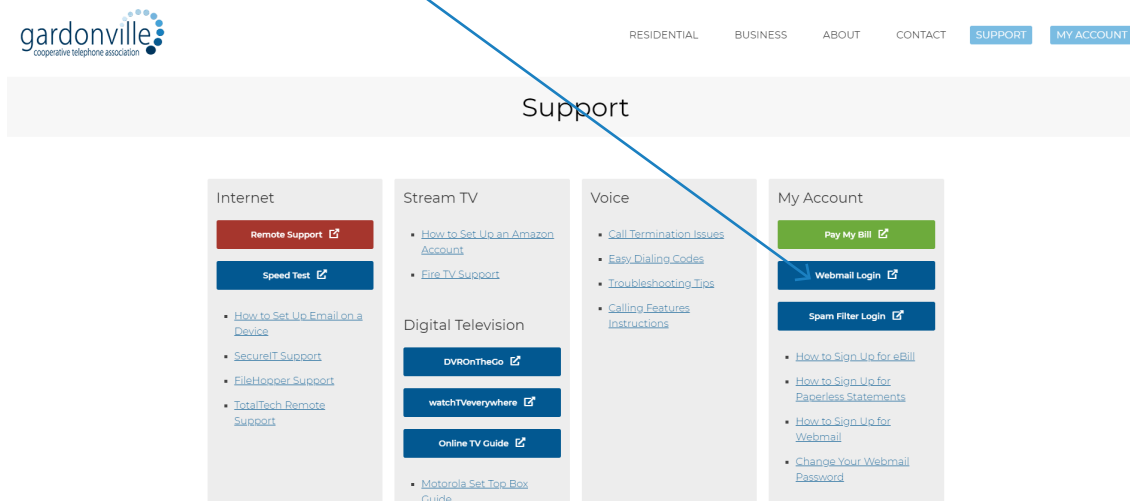 gardonville
cooperative telephone association
RESIDENTIAL
BUSINESS
ABOUT
CONTACT
SUPPORT
MY ACCOUNT
Support
Internet
Remote Support
Speed Test
How to Set Up Email on a
Device
SecureIT Support
FileHopper Support
TotalTech Remote
Support
Stream TV
How to Set Up an Amazon
Account
Fire TV Support
Digital Television
DVROnTheGo
watchTVeverywhere
Online TV Guide
Motorola Set Top Box
Guide
Voice
Call Termination Issues
Easy Dialing Codes
Troubleshooting Tips
Calling Features
Instructions
My Account
Pay My Bill
Webmail Login
Spam Filter Login
How to Sign Up for eBill
How to Sign Up for
Paperless Statements
How to Sign Up for
Webmail
Change Your Webmail
Password